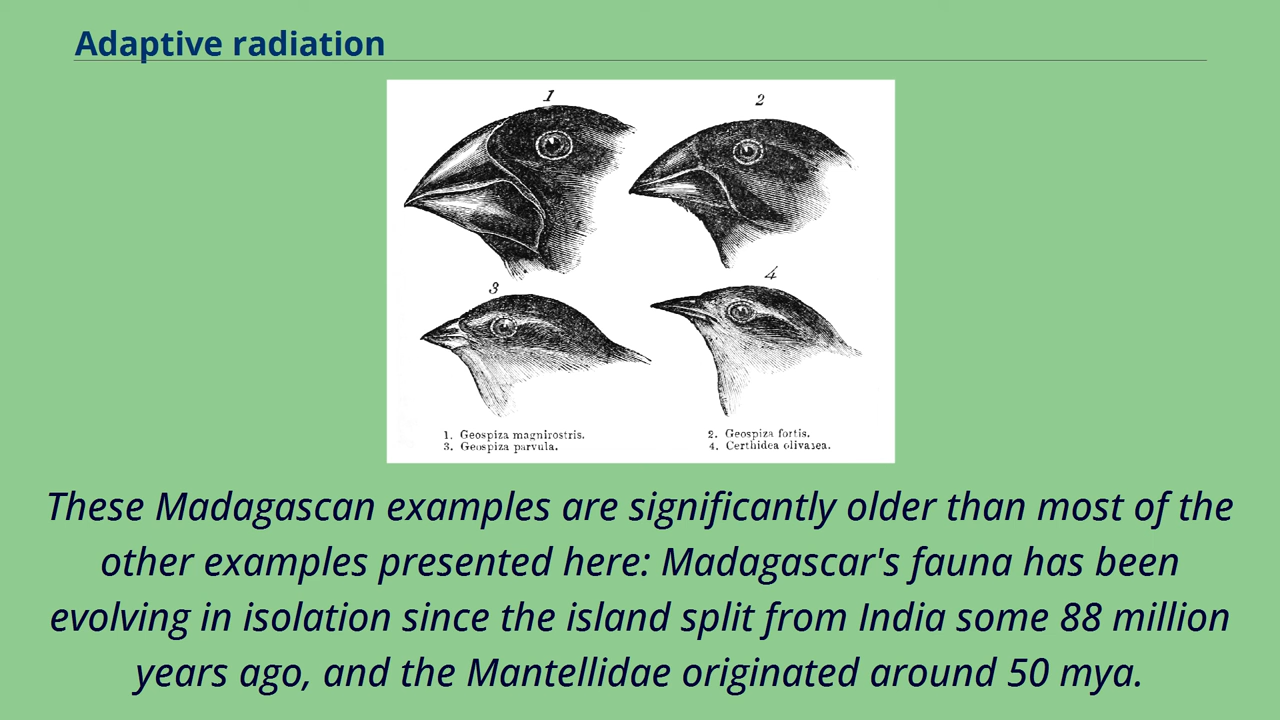 Adaptive radiation
1
2
3
4
1. Geospiza magnirostris.
2. Geospiza fortis.
3. Geospiza parvula.
4. Certhidea olivasea.
These Madagascan examples are significantly older than most of the
other examples presented here: Madagascar's fauna has been
evolving in isolation since the island split from India some 88 million
years ago, and the Mantellidae originated around 50 mya.